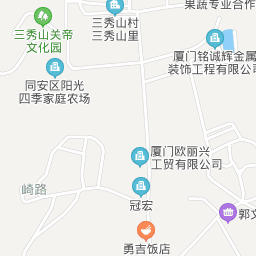 果蔬专业合作
三秀山村
三秀山里
三秀山关帝
文化园
厦门铭诚辉金属
装饰工程有限公司
同安区阳光
四季家庭农场
厦门欧丽兴
工贸有限公司
崎路
冠宏
郭文
勇吉饭店